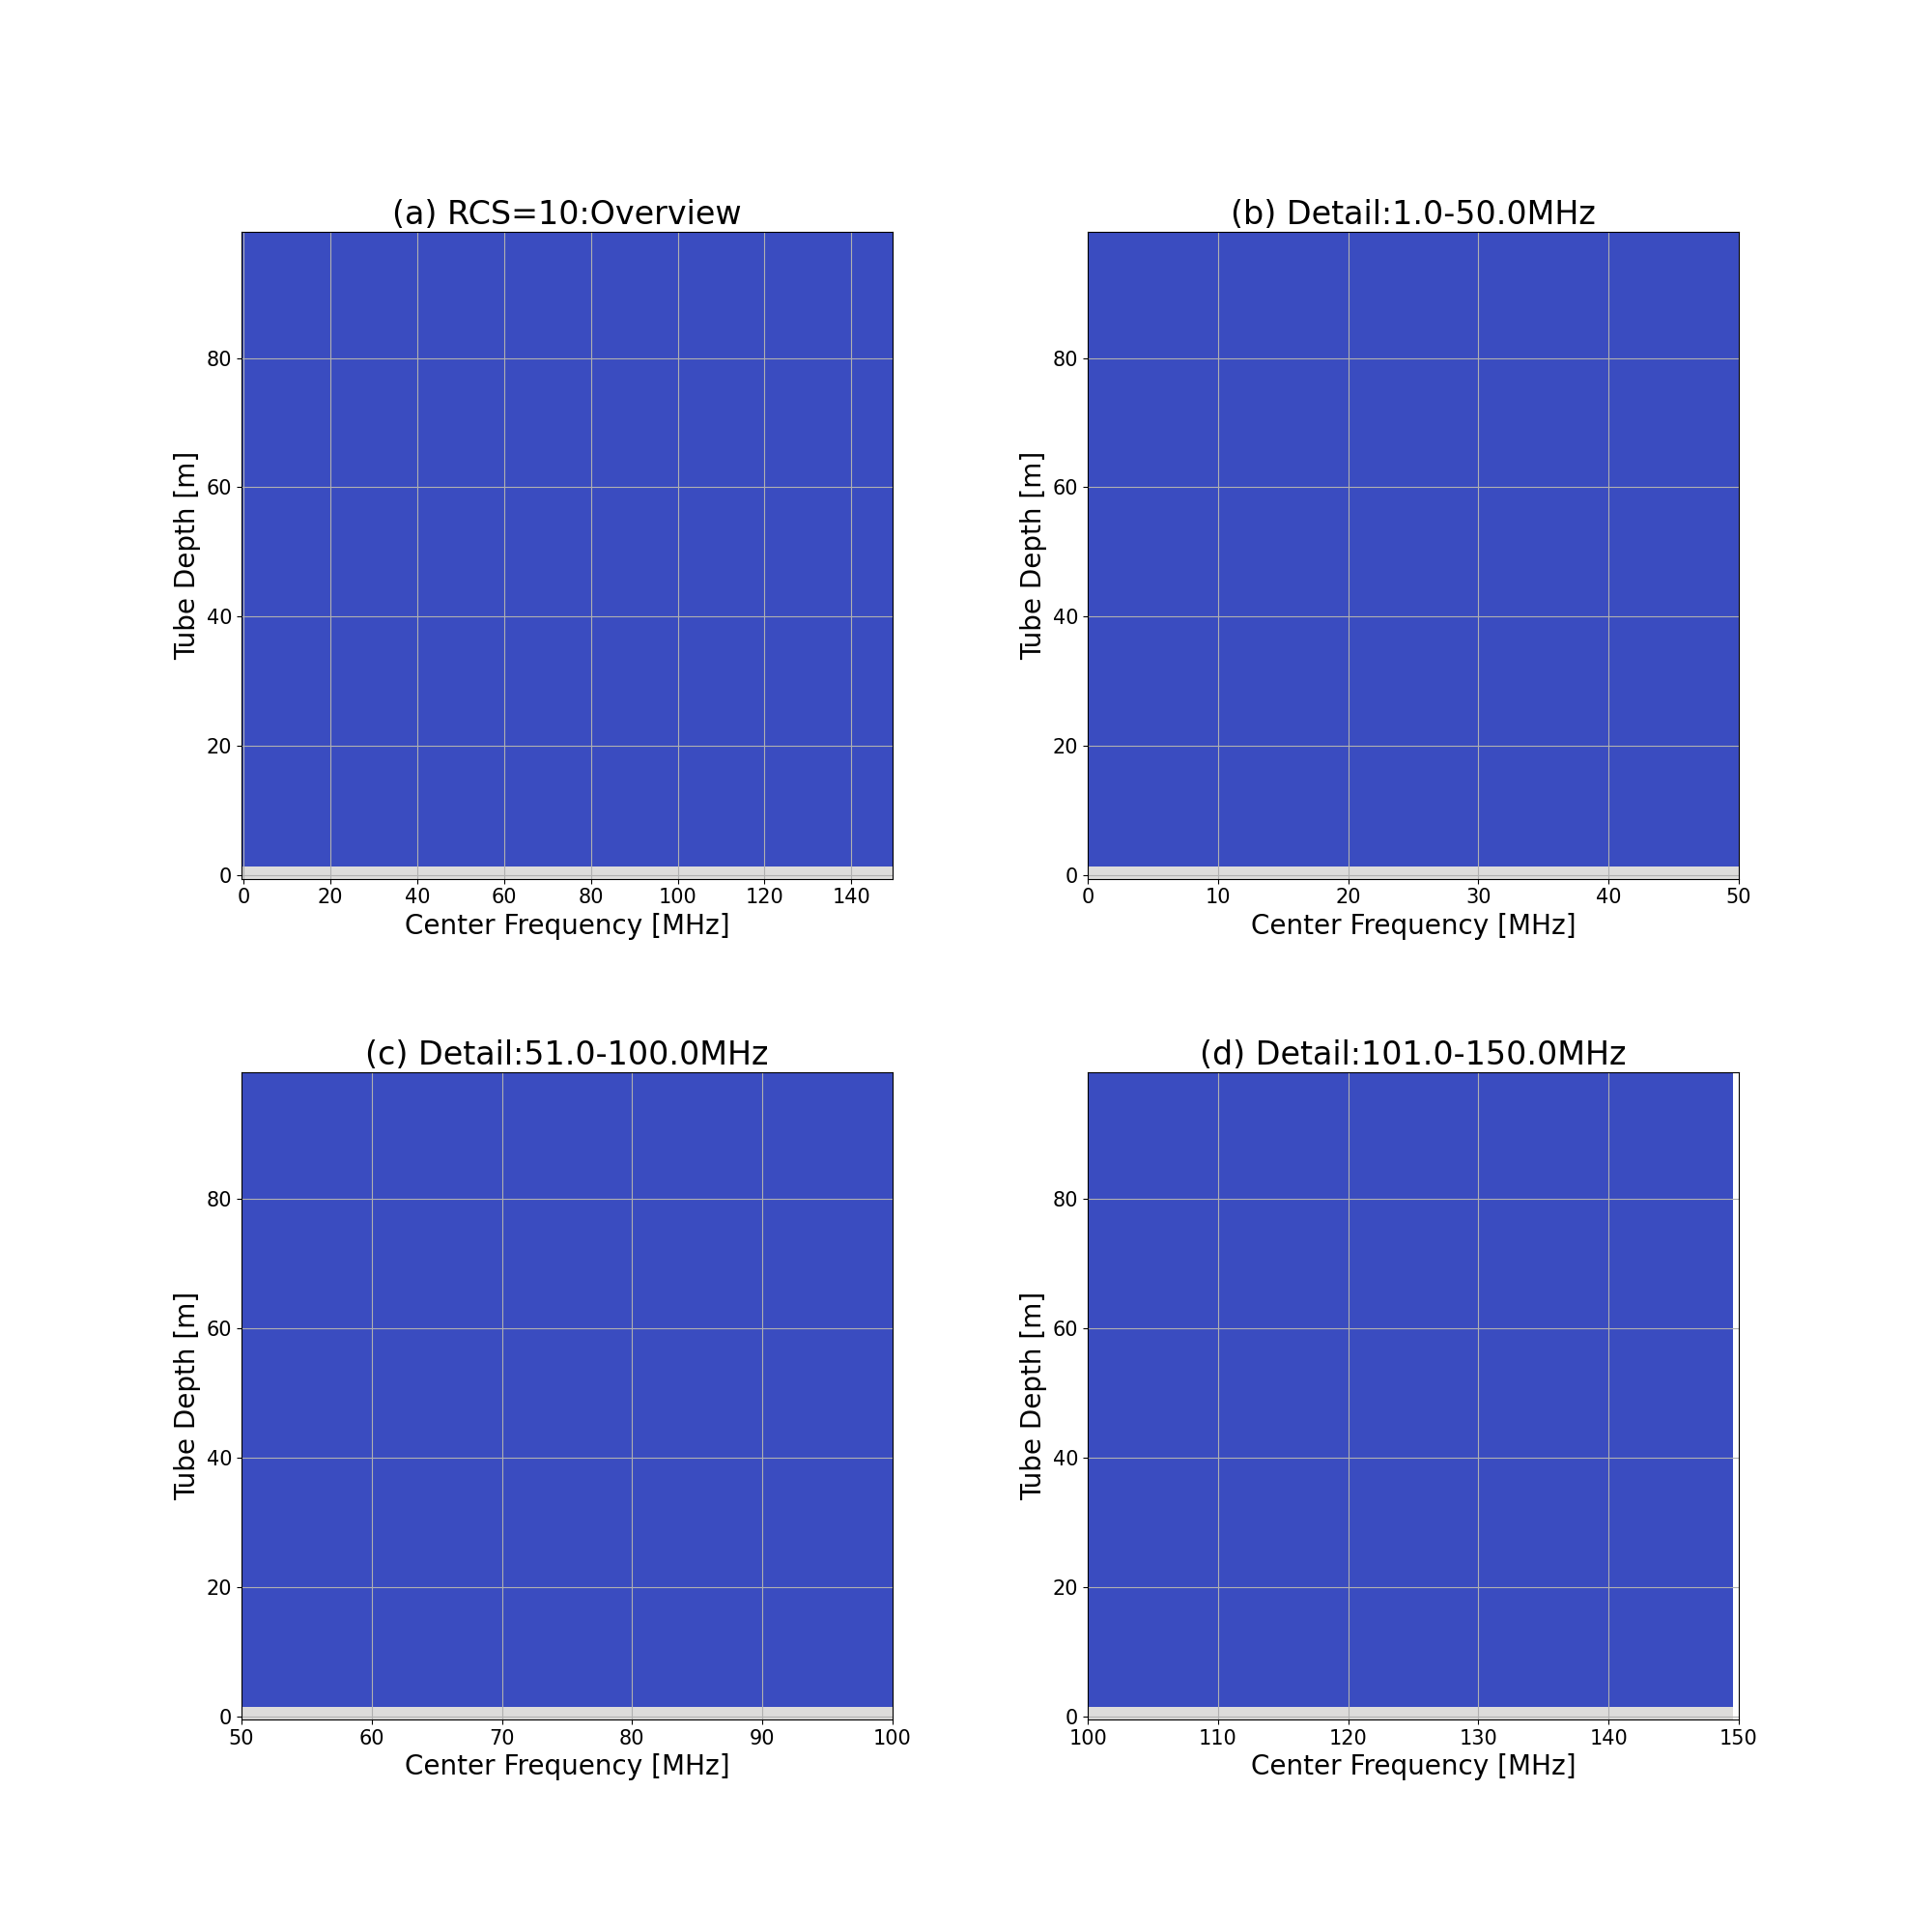 (a) RCS=10:Overview
Tube Depth [m]
80
60
40
20
0
0 20 40 60 80 100 120 140
Center Frequency [MHz]
(b) Detail:1.0-50.0MHz
Tube Depth [m]
80
60
40
20
0
0 10 20 30 40 50
Center Frequency [MHz]
(c) Detail:51.0-100.0MHz
Tube Depth [m]
80
60
40
20
0
50 60 70 80 90 100
Center Frequency [MHz]
(d) Detail:101.0-150.0MHz
Tube Depth [m]
80
60
40
20
0
100 110 120 130 140 150
Center Frequency [MHz]